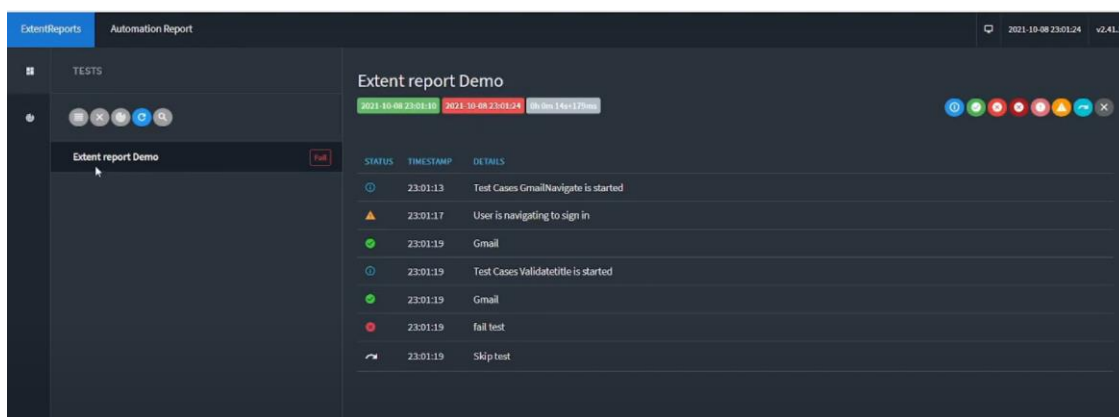 ExtentReports Automation Report 2021-10-08 23:01:24 v2.41.
TESTS
Extent report Demo
2021-10-08 23:01:10 2021-10-08 23:01:24 0h 0m 14s+179ms
Extent report Demo Fail
STATUS TIMESTAMP DETAILS
23:01:13 Test Cases GmailNavigate is started
23:01:17 User is navigating to sign in
23:01:19 Gmail
23:01:19 Test Cases Validatetitle is started
23:01:19 Gmail
23:01:19 fail test
23:01:19 Skip test